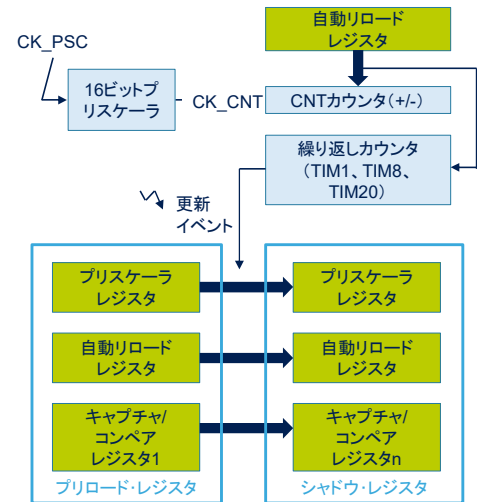 自動リロード
レジスタ
CK_PSC
16ビットプ
リスケーラ
CK_CNT
CNTカウンタ(+/-)
繰り返しカウンタ
(TIM1、TIM8、
TIM20)
更新
イベント
プリスケーラ
レジスタ
プリスケーラ
レジスタ
自動リロード
レジスタ
自動リロード
レジスタ
キャプチャ/
コンペア
レジスタ1
キャプチャ/
コンペア
レジスタn
プリロード・レジスタ
シャドウ・レジスタ